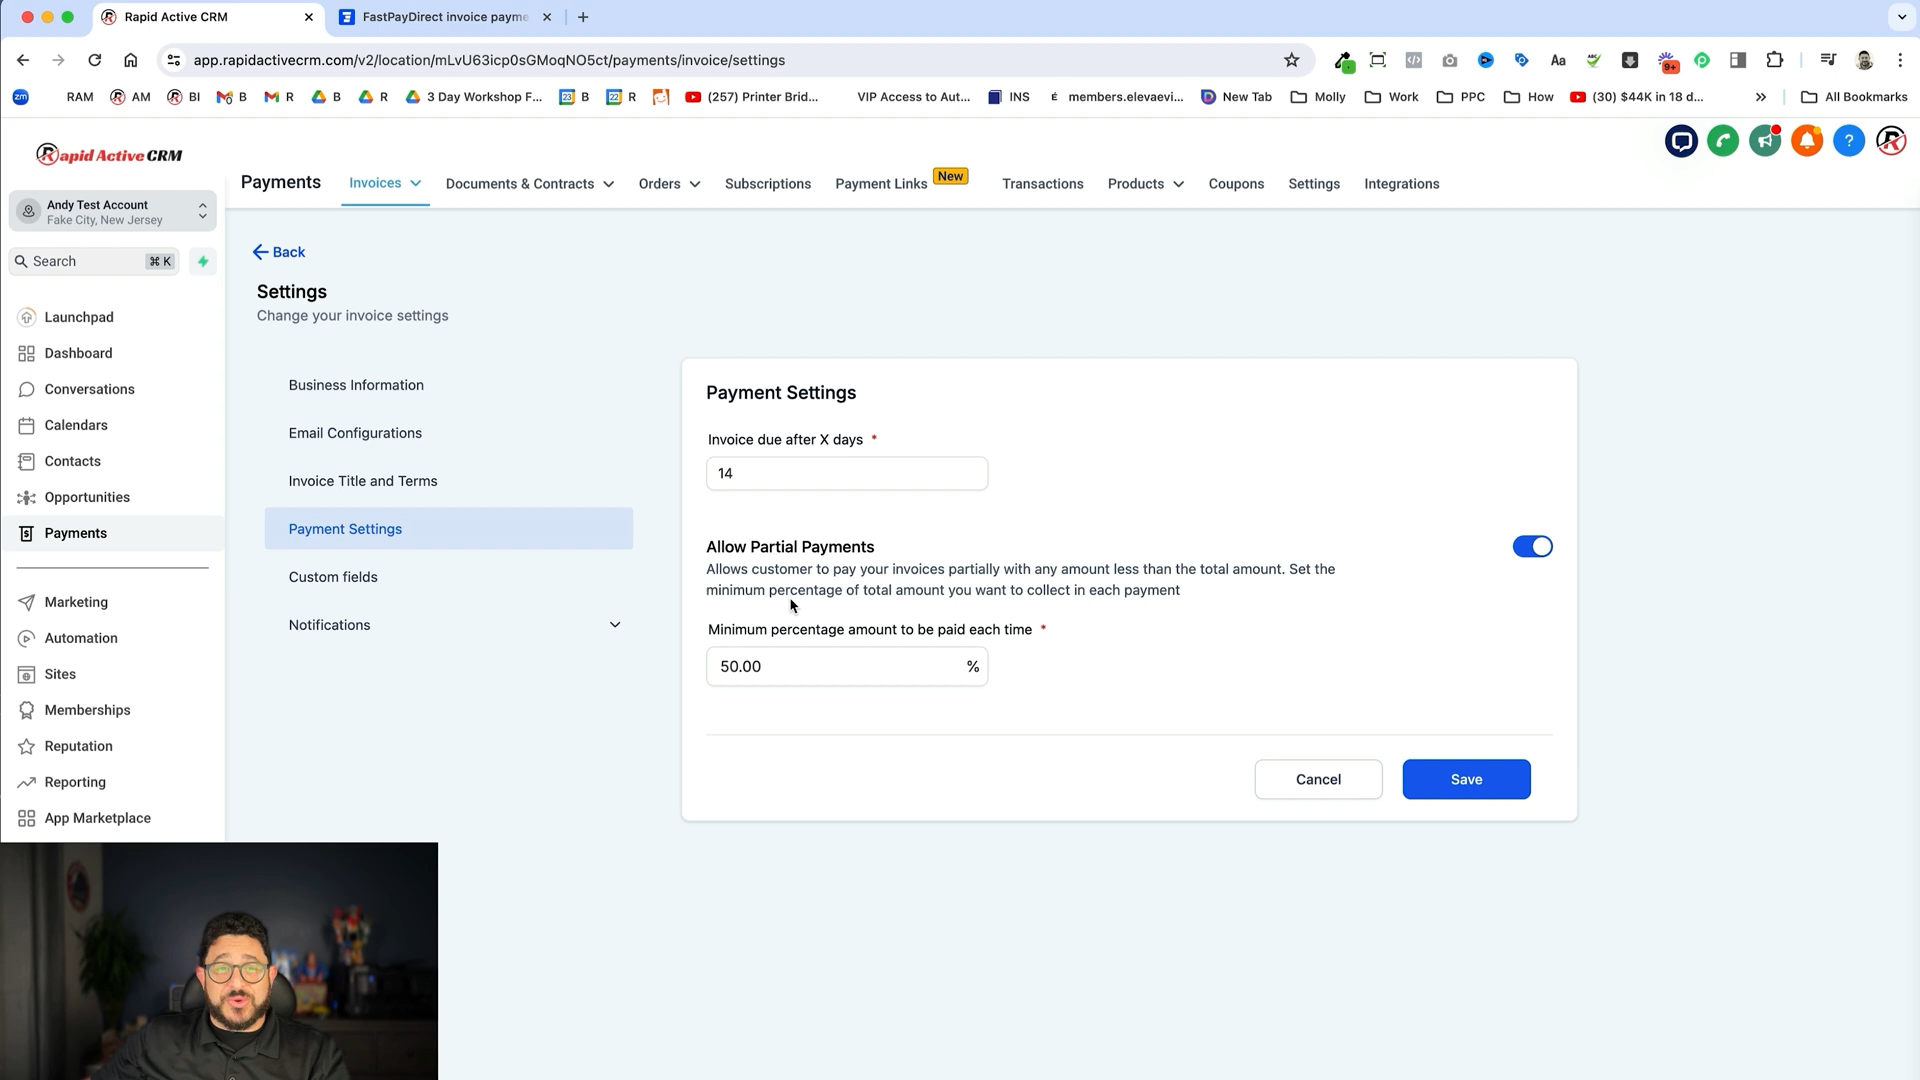 Rapid Active CRM
FastPayDirect invoice payme
app.rapidactivecrm.com/v2/location/mLvU63icp0sGMoqNO5ct/payments/invoice/settings
Aa
9+
zm
RAM
AM
BI
B
R
B
R
3 Day Workshop F...
B
R
(257) Printer Brid...
VIP Access to Aut...
INS
É members.elevaevi...
New Tab
Molly
Work
PPC
How
(30) $44K in 18 d...
»
All Bookmarks
Rapid Active CRM
Payments
Invoices
Documents & Contracts
Orders
Subscriptions
Payment Links
New
Transactions
Products
Coupons
Settings
Integrations
?
Andy Test Account
Fake City, New Jersey
Search
⌘ K
Launchpad
Dashboard
Conversations
Calendars
Contacts
Opportunities
Payments
Marketing
Automation
Sites
Memberships
Reputation
Reporting
App Marketplace
Back
Settings
Change your invoice settings
Business Information
Email Configurations
Invoice Title and Terms
Payment Settings
Custom fields
Notifications
Payment Settings
Invoice due after X days *
14
Allow Partial Payments
Allows customer to pay your invoices partially with any amount less than the total amount. Set the
minimum percentage of total amount you want to collect in each payment
Minimum percentage amount to be paid each time *
50.00 %
Cancel
Save